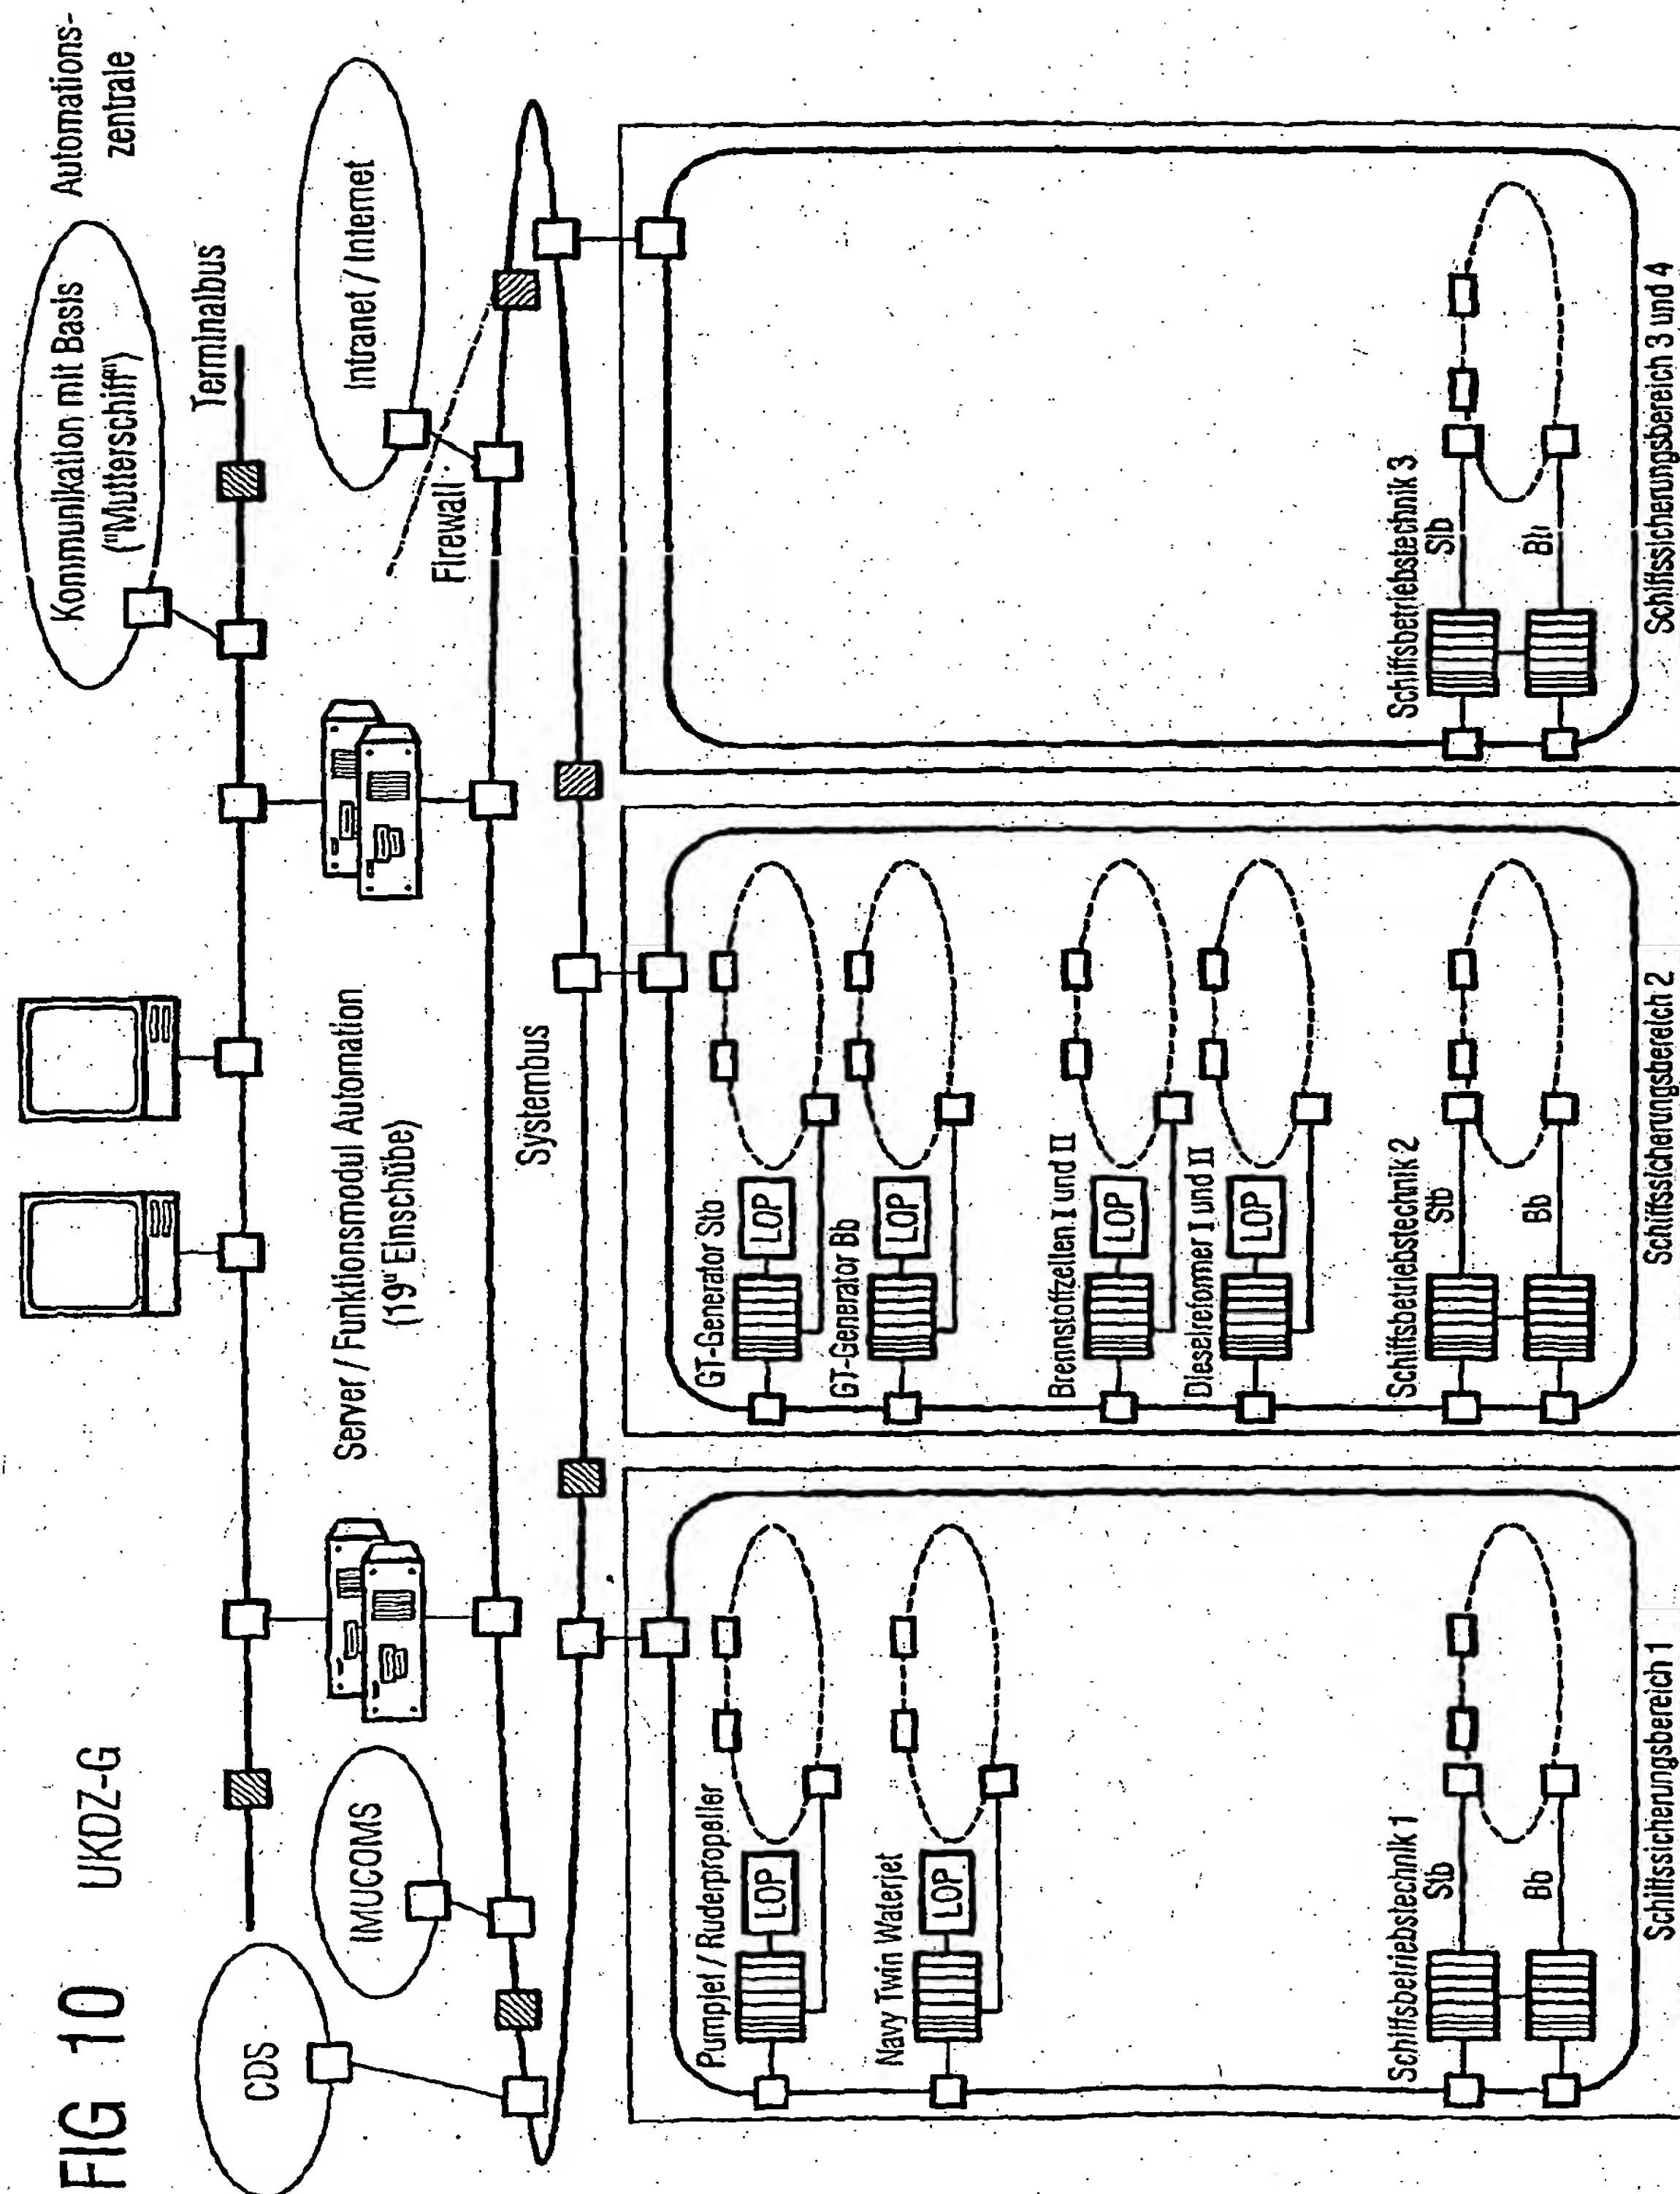 FIG 10
UKDZ-G
Automations-
zentrale
Kommunikation mit Basis
("Mutterschiff")
Terminalbus
CDS
IMUCOMS
Server / Funktionsmodul Automation
(19" Einschübe)
Intranet / Internet
Firewall
Systembus
Pumpjet / Ruderpropeller
LOP
Navy Twin Waterjet
LOP
Schiffsbetriebstechnik 1
Stb
Bb
Schiffssicherungsbereich 1
GT-Generator Stb
LOP
GT-Generator Bb
LOP
Brennstoffzellen I und II
LOP
Dieselreformer I und II
LOP
Schiffsbetriebstechnik 2
Stb
Bb
Schiffssicherungsbereich 2
Schiffsbetriebstechnik 3
Stb
Bb
Schiffssicherungsbereich 3 und 4